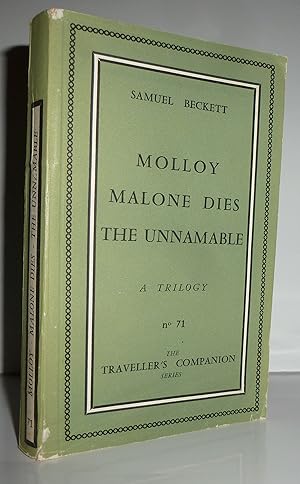 SAMUEL BECKETT
MOLLOY
MALONE DIES
THE UNNAMABLE
A TRILOGY
nº 71
THE
TRAVELLER'S COMPANION
SERIES
MOLLOY · MALONE DIES · THE UNNAMABLE
71